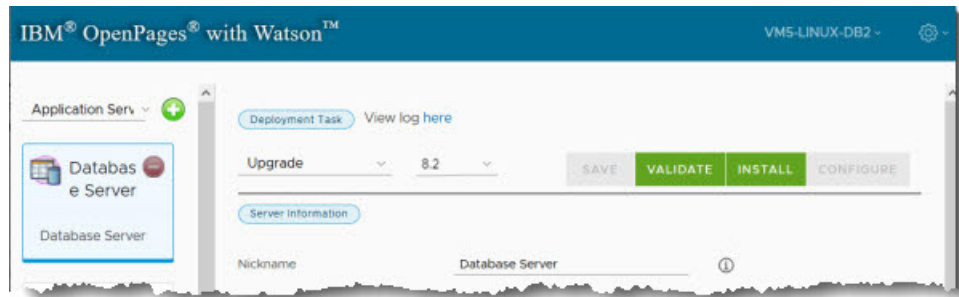 IBM® OpenPages® with Watson™
VM5-LINUX-DB2
Application Serv
Deployment Task View log here
Upgrade 8.2 SAVE VALIDATE INSTALL CONFIGURE
Databas
e Server
Server Information
Database Server
Nickname Database Server